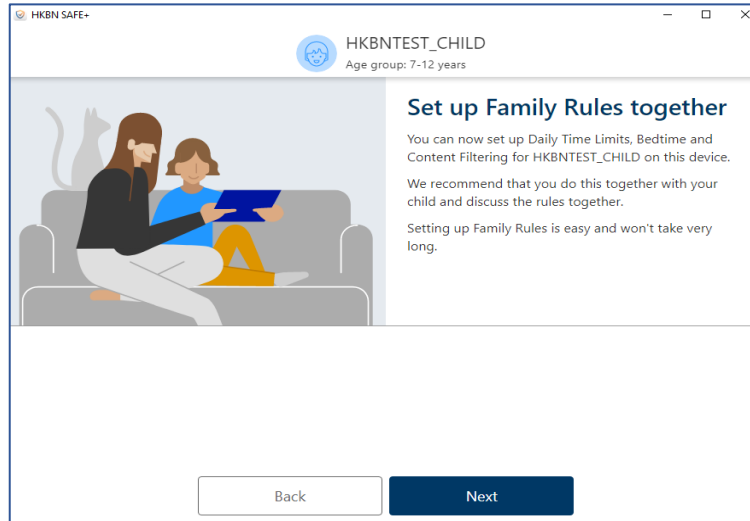 HKBN SAFE+
HKBNTEST_CHILD
Age group: 7-12 years
Set up Family Rules together
You can now set up Daily Time Limits, Bedtime and
Content Filtering for HKBNTEST_CHILD on this device.
We recommend that you do this together with your
child and discuss the rules together.
Setting up Family Rules is easy and won't take very
long.
Back
Next